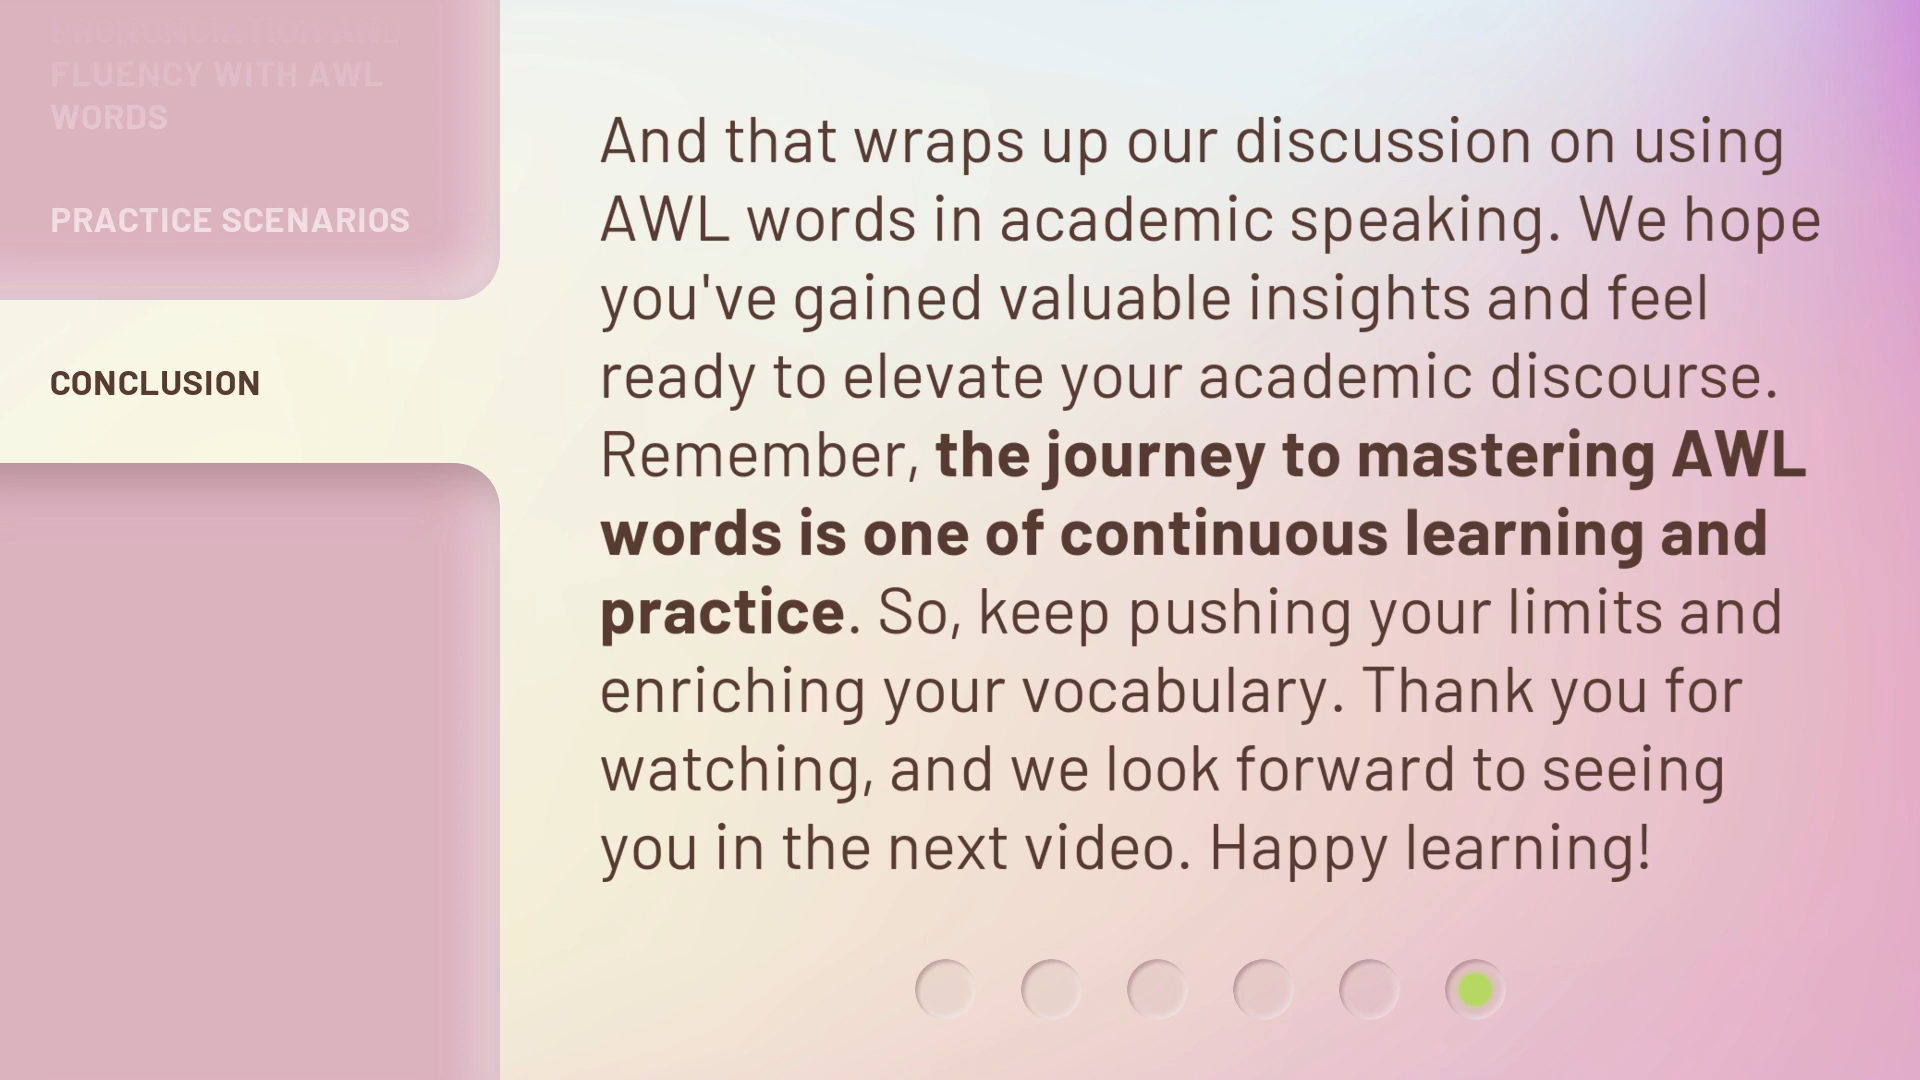 PRONUNCIATION AND
FLUENCY WITH AWL
WORDS
PRACTICE SCENARIOS
CONCLUSION
And that wraps up our discussion on using
AWL words in academic speaking. We hope
you've gained valuable insights and feel
ready to elevate your academic discourse.
Remember, the journey to mastering AWL
words is one of continuous learning and
practice. So, keep pushing your limits and
enriching your vocabulary. Thank you for
watching, and we look forward to seeing
you in the next video. Happy learning!